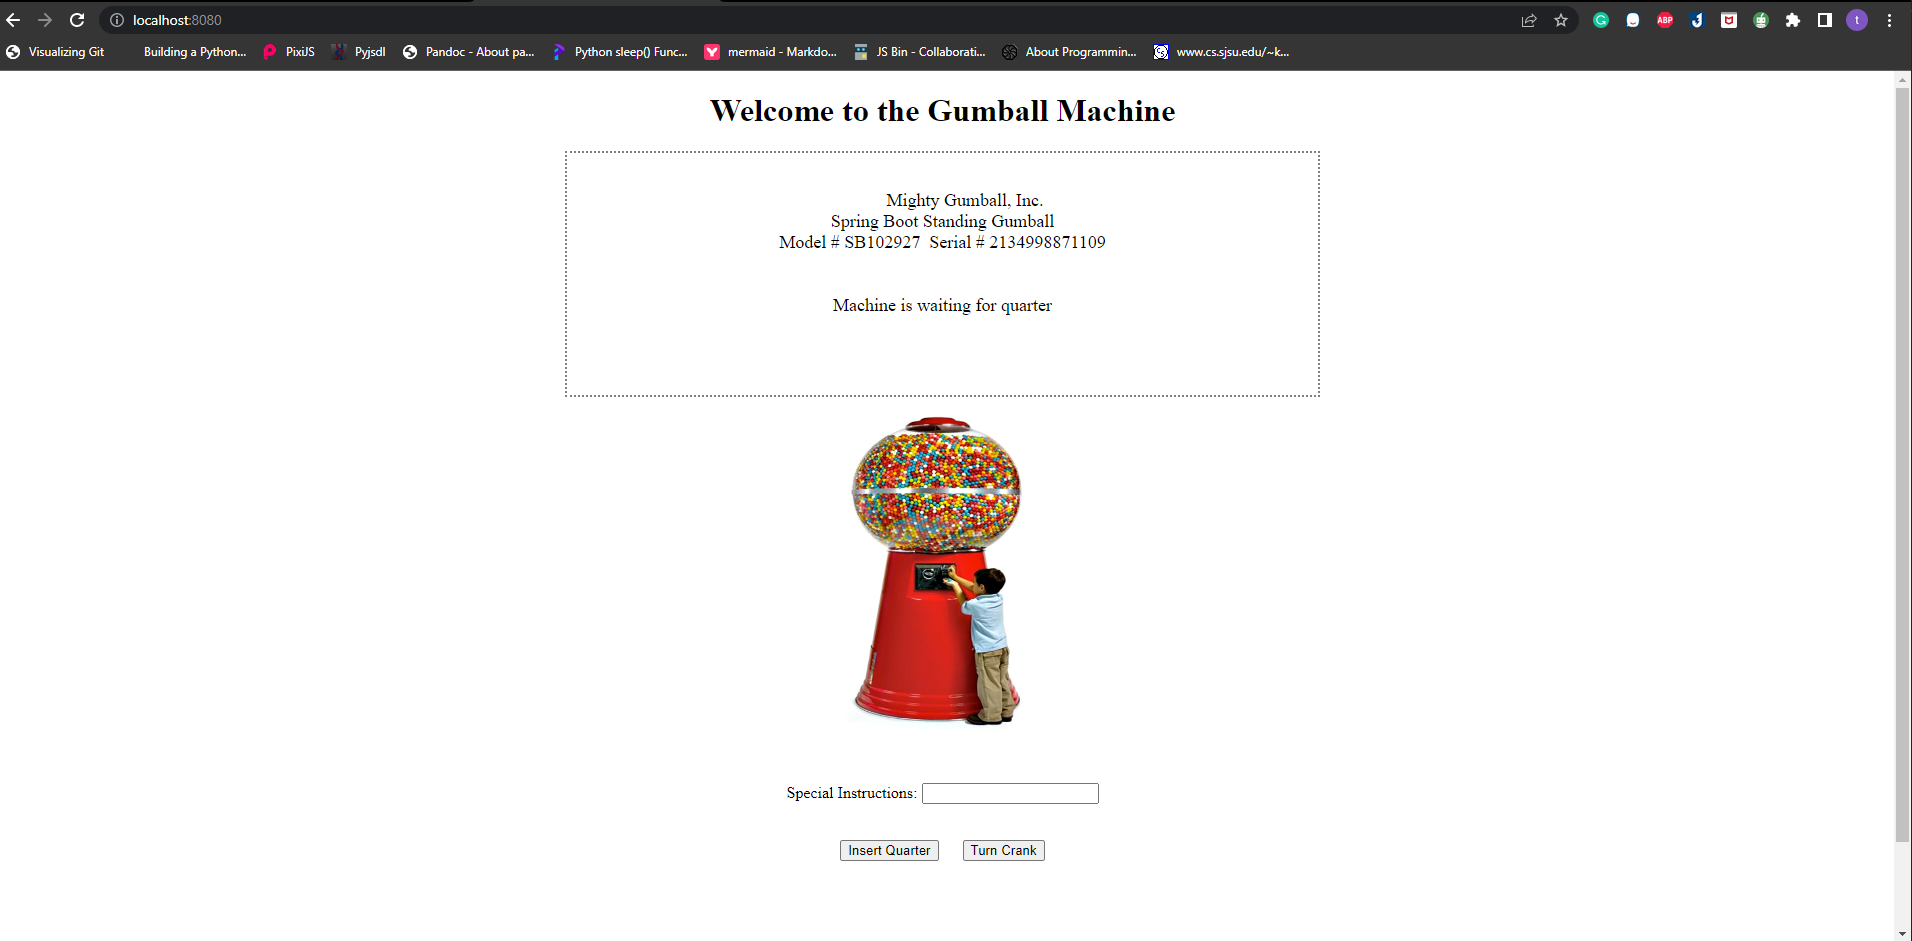 localhost:8080
Visualizing Git Building a Python... PixiJS Pyjsdl Pandoc - About pa... Python sleep() Func... mermaid - Markdo... JS Bin - Collaborati... About Programmin... www.cs.sjsu.edu/~k...
Welcome to the Gumball Machine
Mighty Gumball, Inc.
Spring Boot Standing Gumball
Model # SB102927 Serial # 2134998871109
Machine is waiting for quarter
Special Instructions:
Insert Quarter Turn Crank